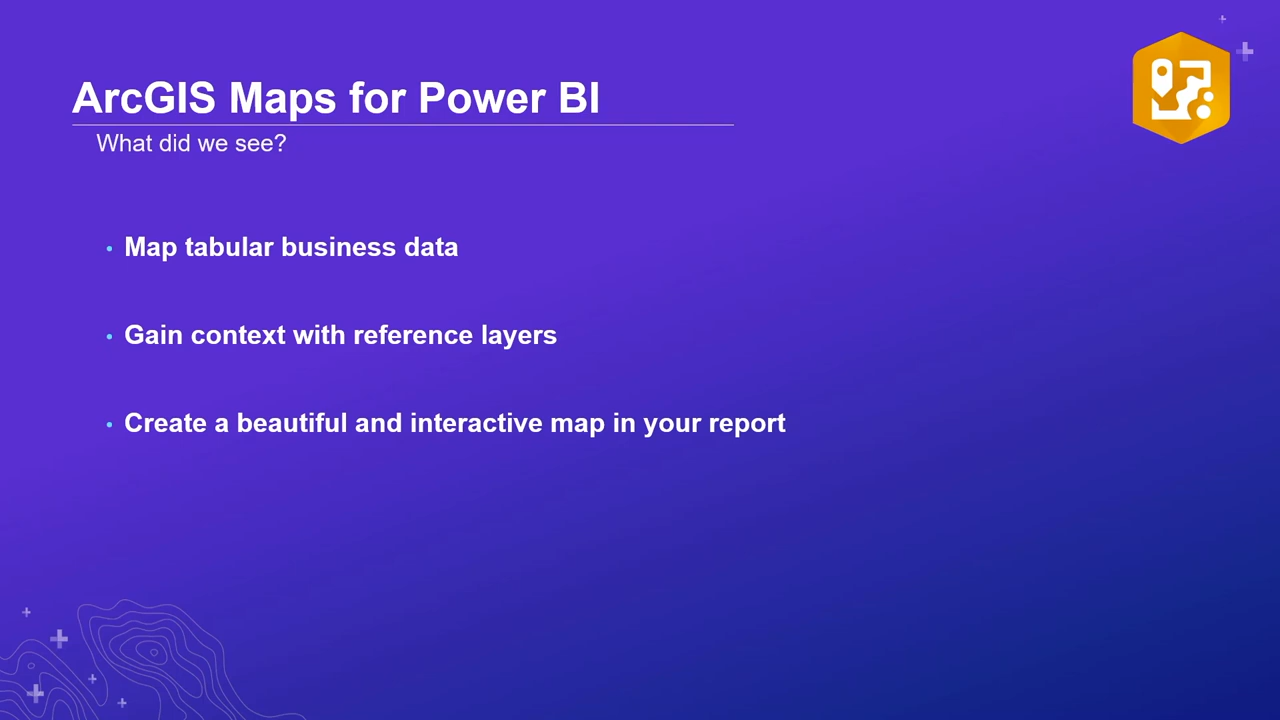 ArcGIS Maps for Power BI
What did we see?
• Map tabular business data
• Gain context with reference layers
• Create a beautiful and interactive map in your report